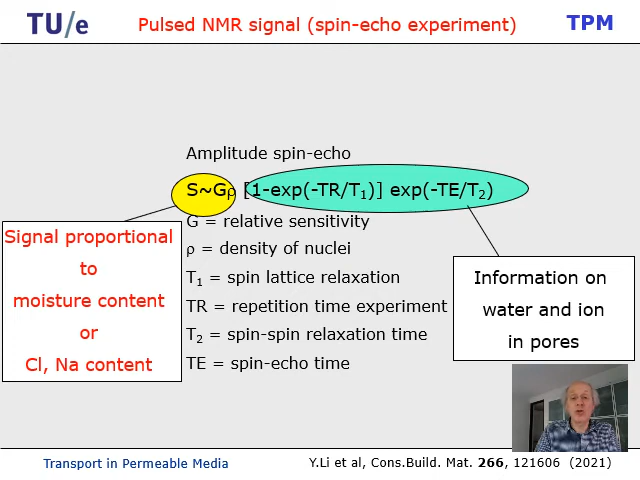 TU/e
Pulsed NMR signal (spin-echo experiment)
TPM
Amplitude spin-echo
S~Gρ [1-exp(-TR/T₁)] exp(-TE/T₂)
G = relative sensitivity
ρ = density of nuclei
T₁ = spin lattice relaxation
TR = repetition time experiment
T₂ = spin-spin relaxation time
TE = spin-echo time
Signal proportional
to
moisture content
or
Cl, Na content
Information on
water and ion
in pores
Transport in Permeable Media
Y.Li et al, Cons.Build. Mat. 266, 121606 (2021)